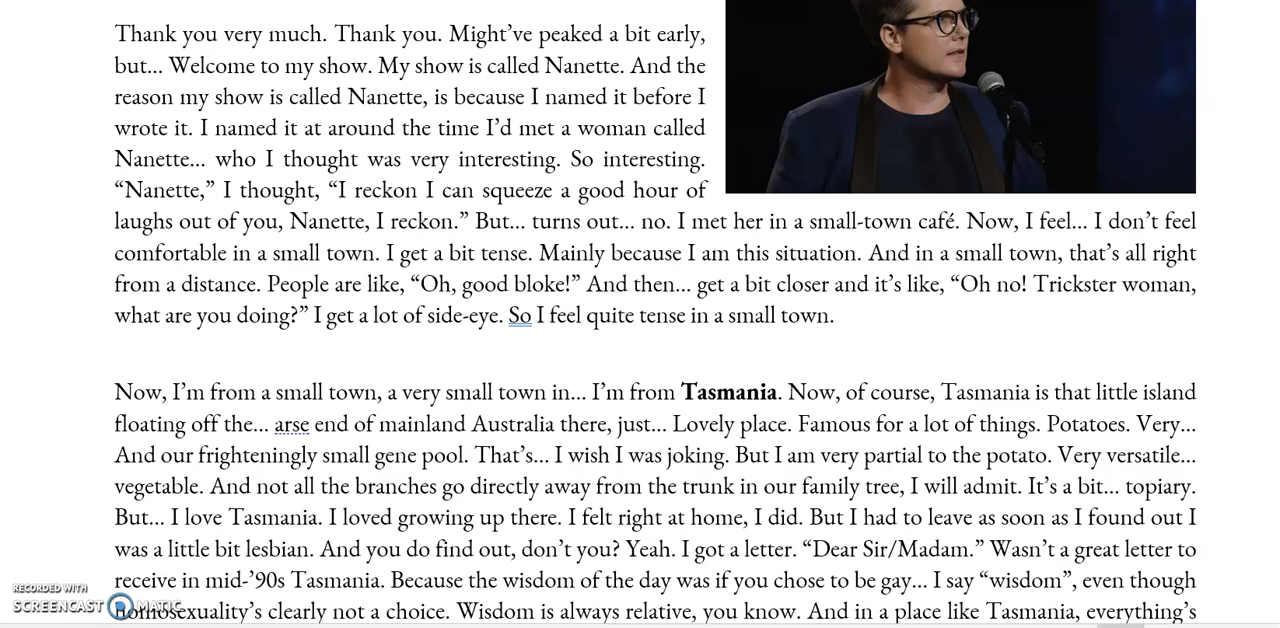 Thank you very much. Thank you. Might’ve peaked a bit early,
but… Welcome to my show. My show is called Nanette. And the
reason my show is called Nanette, is because I named it before I
wrote it. I named it at around the time I’d met a woman called
Nanette… who I thought was very interesting. So interesting.
“Nanette,” I thought, “I reckon I can squeeze a good hour of
laughs out of you, Nanette, I reckon.” But… turns out… no. I met her in a small-town café. Now, I feel… I don’t feel
comfortable in a small town. I get a bit tense. Mainly because I am this situation. And in a small town, that’s all right
from a distance. People are like, “Oh, good bloke!” And then… get a bit closer and it’s like, “Oh no! Trickster woman,
what are you doing?” I get a lot of side-eye. So I feel quite tense in a small town.
Now, I’m from a small town, a very small town in… I’m from Tasmania. Now, of course, Tasmania is that little island
floating off the… arse end of mainland Australia there, just… Lovely place. Famous for a lot of things. Potatoes. Very…
And our frighteningly small gene pool. That’s… I wish I was joking. But I am very partial to the potato. Very versatile…
vegetable. And not all the branches go directly away from the trunk in our family tree, I will admit. It’s a bit… topiary.
But… I love Tasmania. I loved growing up there. I felt right at home, I did. But I had to leave as soon as I found out I
was a little bit lesbian. And you do find out, don’t you? Yeah. I got a letter. “Dear Sir/Madam.” Wasn’t a great letter to
receive in mid-’90s Tasmania. Because the wisdom of the day was if you chose to be gay… I say “wisdom”, even though
homosexuality’s clearly not a choice. Wisdom is always relative, you know. And in a place like Tasmania, everything’s
RECORDED WITH
SCREENCAST MATIC